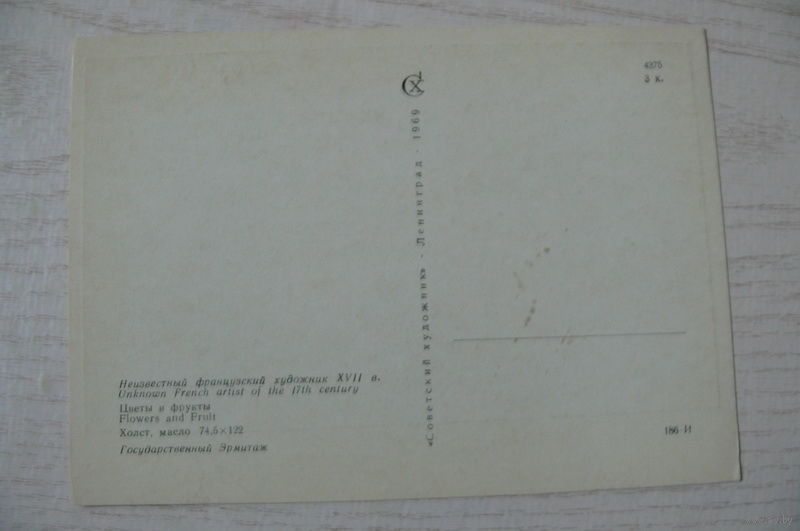 4375
3 к.
«Советский художник» · Ленинград · 1969
Неизвестный французский художник XVII в.
Unknown French artist of the 17th century
Цветы и фрукты
Flowers and Fruit
Холст, масло 74,5×122
Государственный Эрмитаж
186-И